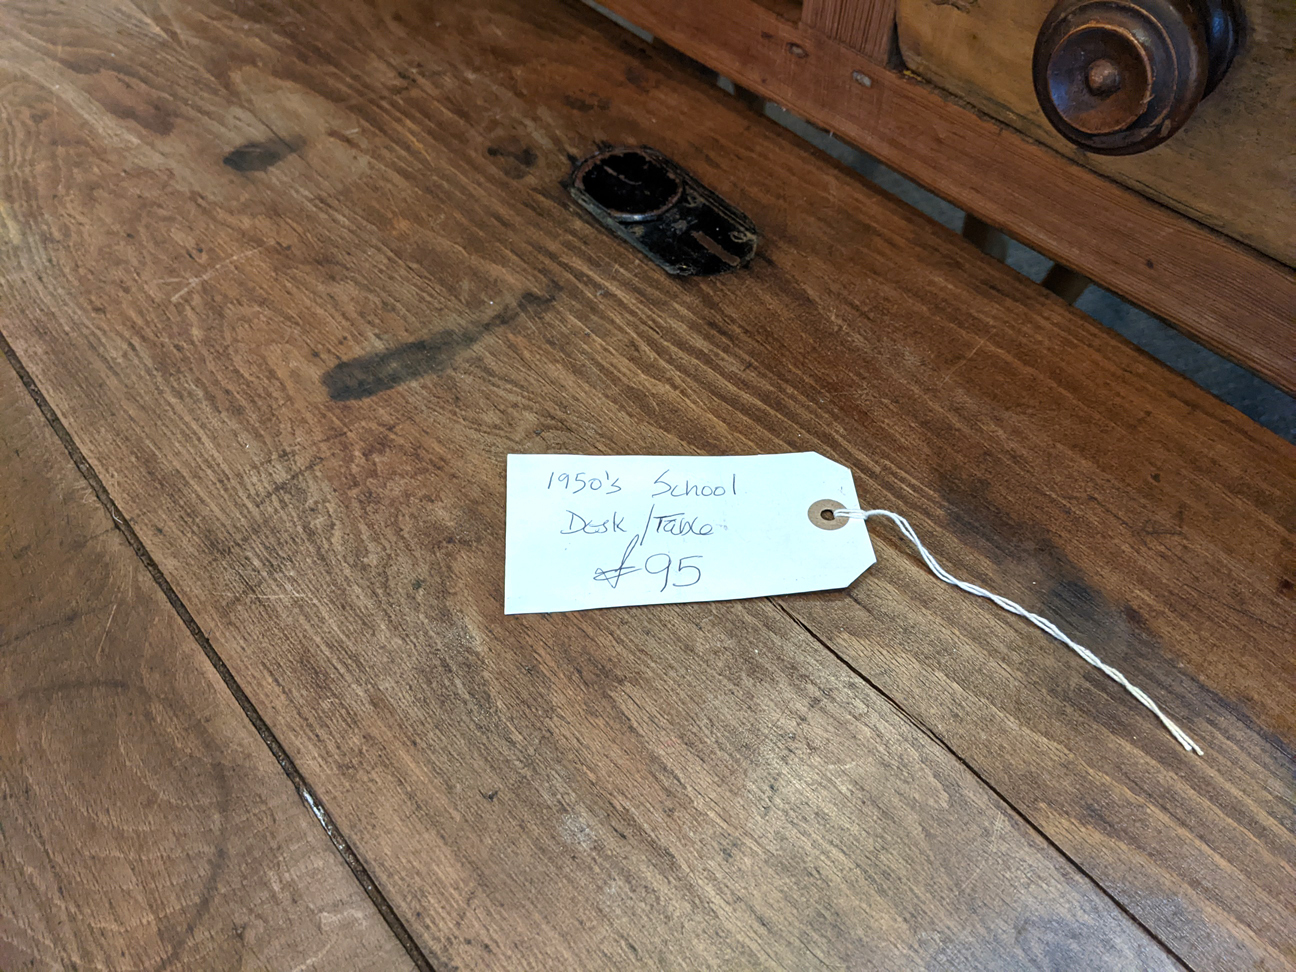 1950's School
Desk / Table
£95